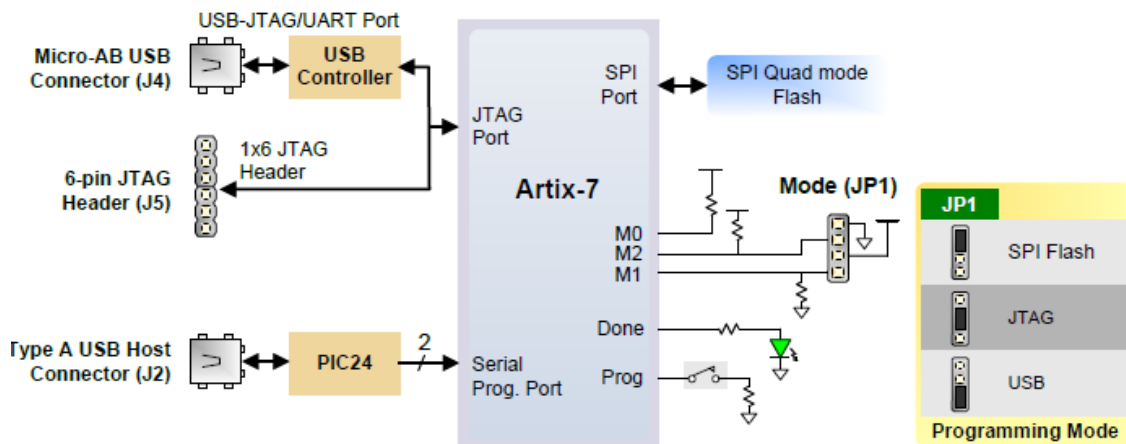 USB-JTAG/UART Port
Micro-AB USB
Connector (J4)
USB
Controller
SPI
Port
SPI Quad mode
Flash
JTAG
Port
1x6 JTAG
Header
6-pin JTAG
Header (J5)
Artix-7
Mode (JP1)
M0
M2
M1
JP1
SPI Flash
JTAG
USB
Programming Mode
Type A USB Host
Connector (J2)
PIC24
2
Serial
Prog. Port
Done
Prog